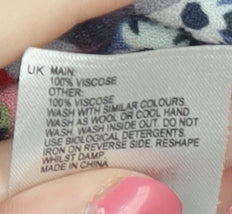 UK MAIN:
100% VISCOSE
OTHER:
100% VISCOSE
WASH WITH SIMILAR COLOURS.
WASH AS WOOL OR COOL HAND
WASH. WASH INSIDE OUT. DO NOT
USE BIOLOGICAL DETERGENTS.
IRON ON REVERSE SIDE. RESHAPE
WHILST DAMP.
MADE IN CHINA